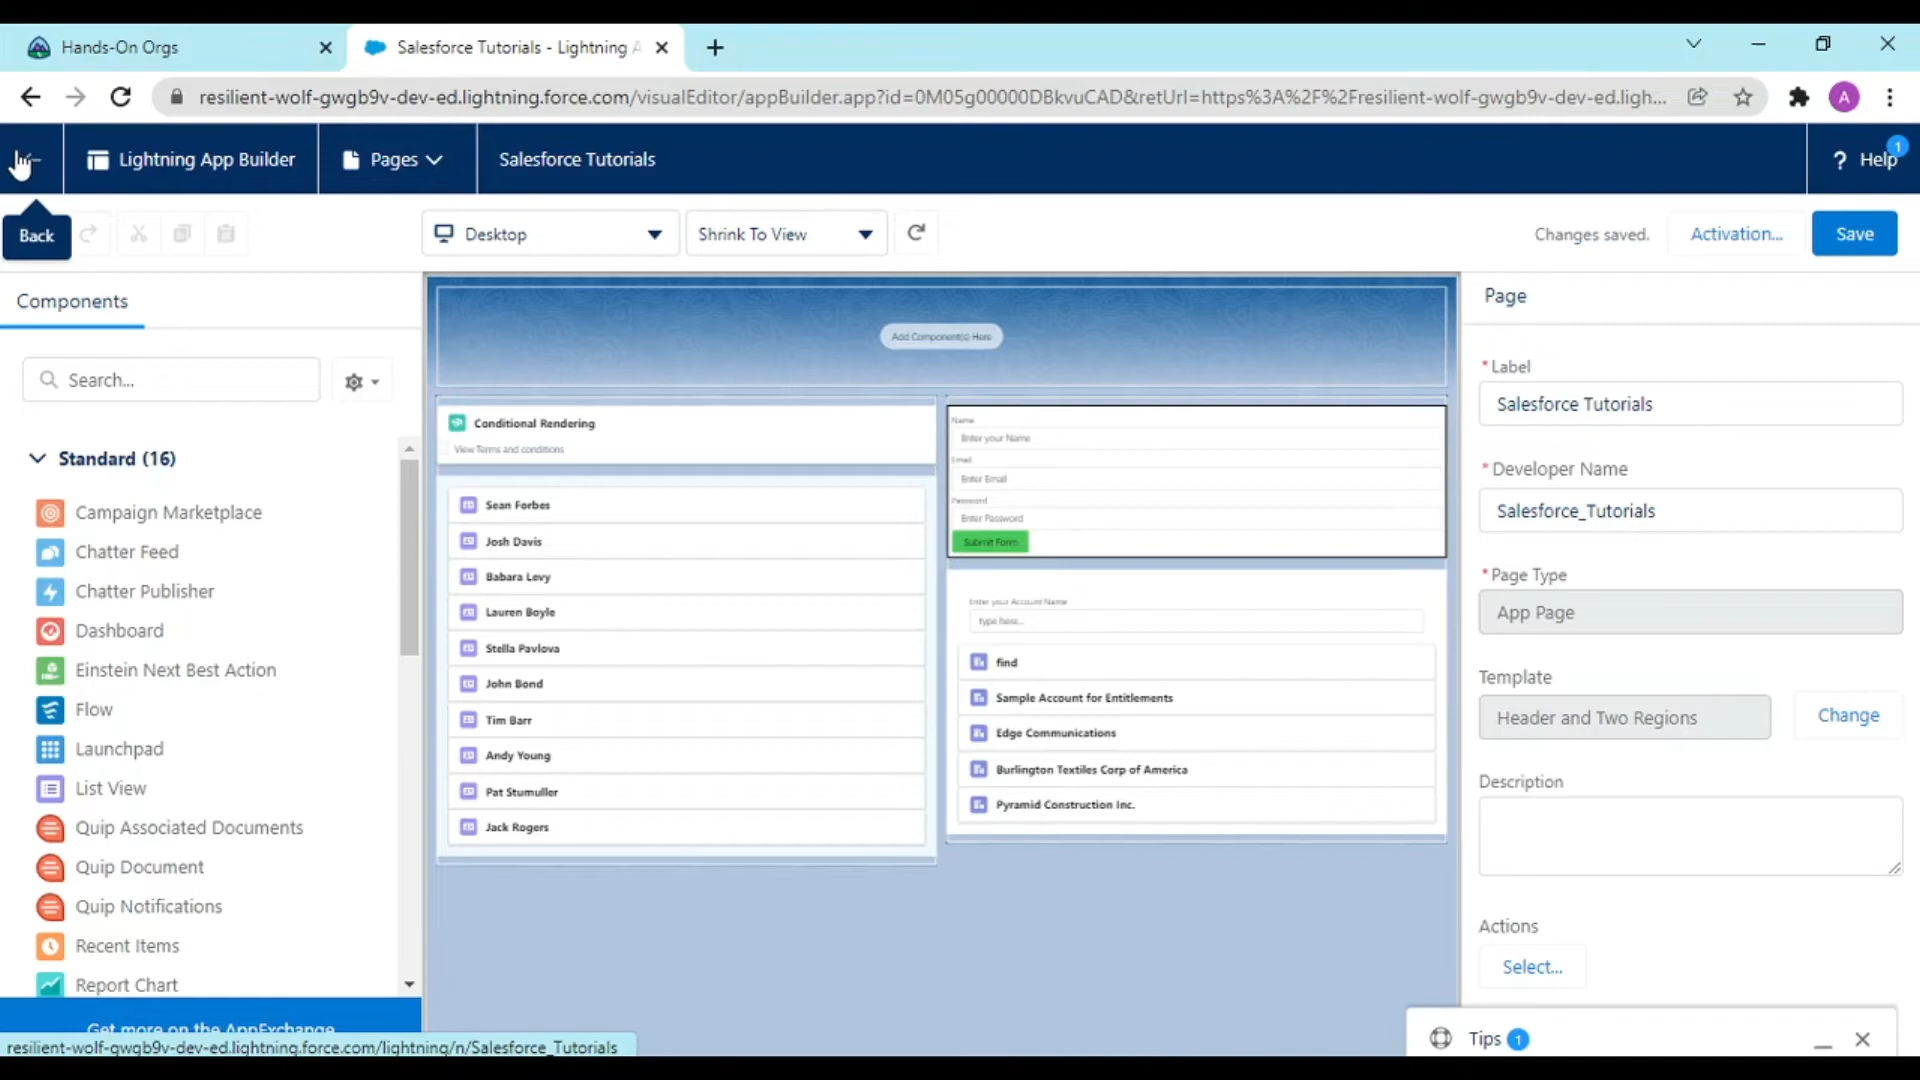 Hands-On Orgs
Salesforce Tutorials - Lightning A
resilient-wolf-gwgb9v-dev-ed.lightning.force.com/visualEditor/appBuilder.app?id=0M05g00000DBkvuCAD&retUrl=https%3A%2F%2Fresilient-wolf-gwgb9v-dev-ed.ligh...
A
Lightning App Builder
Pages
Salesforce Tutorials
? Help
1
Back
Desktop
Shrink To View
Changes saved.
Activation...
Save
Components
Search...
Standard (16)
Campaign Marketplace
Chatter Feed
Chatter Publisher
Dashboard
Einstein Next Best Action
Flow
Launchpad
List View
Quip Associated Documents
Quip Document
Quip Notifications
Recent Items
Report Chart
Get more on the AppExchange
resilient-wolf-gwgb9v-dev-ed.lightning.force.com/lightning/n/Salesforce_Tutorials
Add Component(s) Here
Conditional Rendering
View Terms and conditions
Sean Forbes
Josh Davis
Babara Levy
Lauren Boyle
Stella Pavlova
John Bond
Tim Barr
Andy Young
Pat Stumuller
Jack Rogers
Name
Enter your Name
Email
Enter Email
Password
Enter Password
Submit Form
Enter your Account Name
type here...
find
Sample Account for Entitlements
Edge Communications
Burlington Textiles Corp of America
Pyramid Construction Inc.
Page
* Label
Salesforce Tutorials
* Developer Name
Salesforce_Tutorials
* Page Type
App Page
Template
Header and Two Regions
Change
Description
Actions
Select...
Tips 1